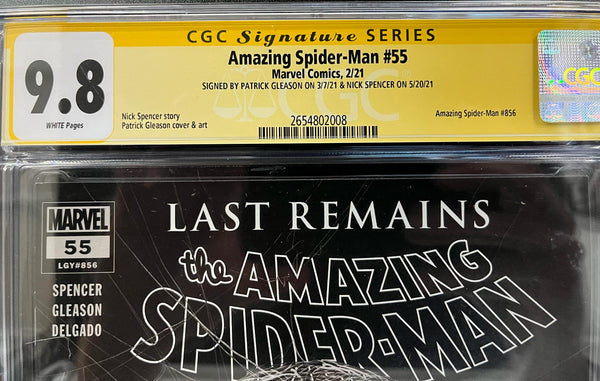 CGC Signature SERIES
Amazing Spider-Man #55
Marvel Comics, 2/21
SIGNED BY PATRICK GLEASON ON 3/7/21 & NICK SPENCER ON 5/20/21
9.8
WHITE Pages
Nick Spencer story
Patrick Gleason cover & art
2654802008
Amazing Spider-Man #856
CGC
CGC
MARVEL
55
LGY#856
SPENCER
GLEASON
DELGADO
LAST REMAINS
the AMAZING
SPIDER-MAN